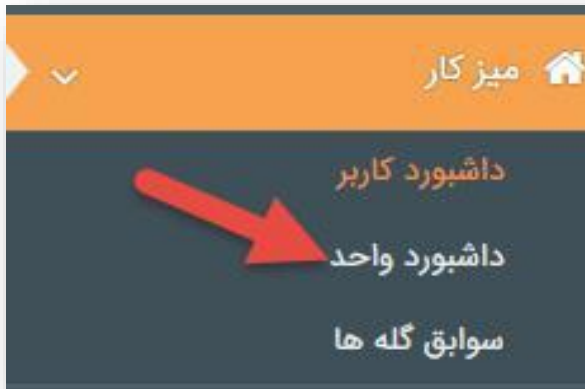 میز کار
داشبورد کاربر
داشبورد واحد
سوابق گله ها